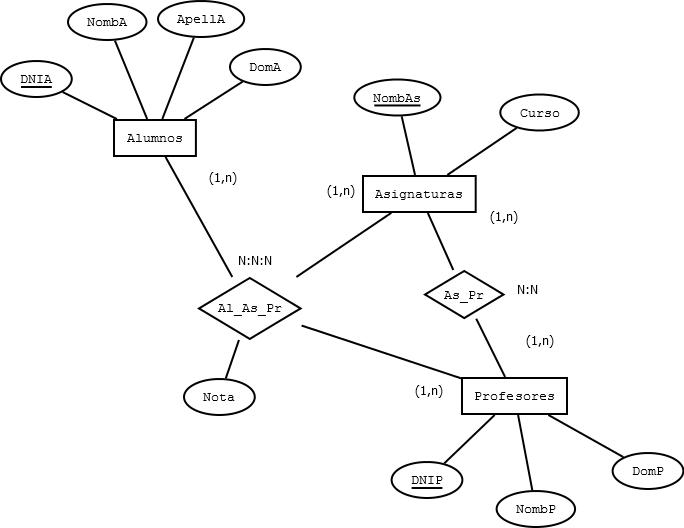 NombA
ApellA
DNIA
DomA
NombAs
Curso
Alumnos
(1,n)
(1,n)
Asignaturas
(1,n)
N:N:N
N:N
Al_As_Pr
As_Pr
(1,n)
(1,n)
Nota
Profesores
DNIP
DomP
NombP